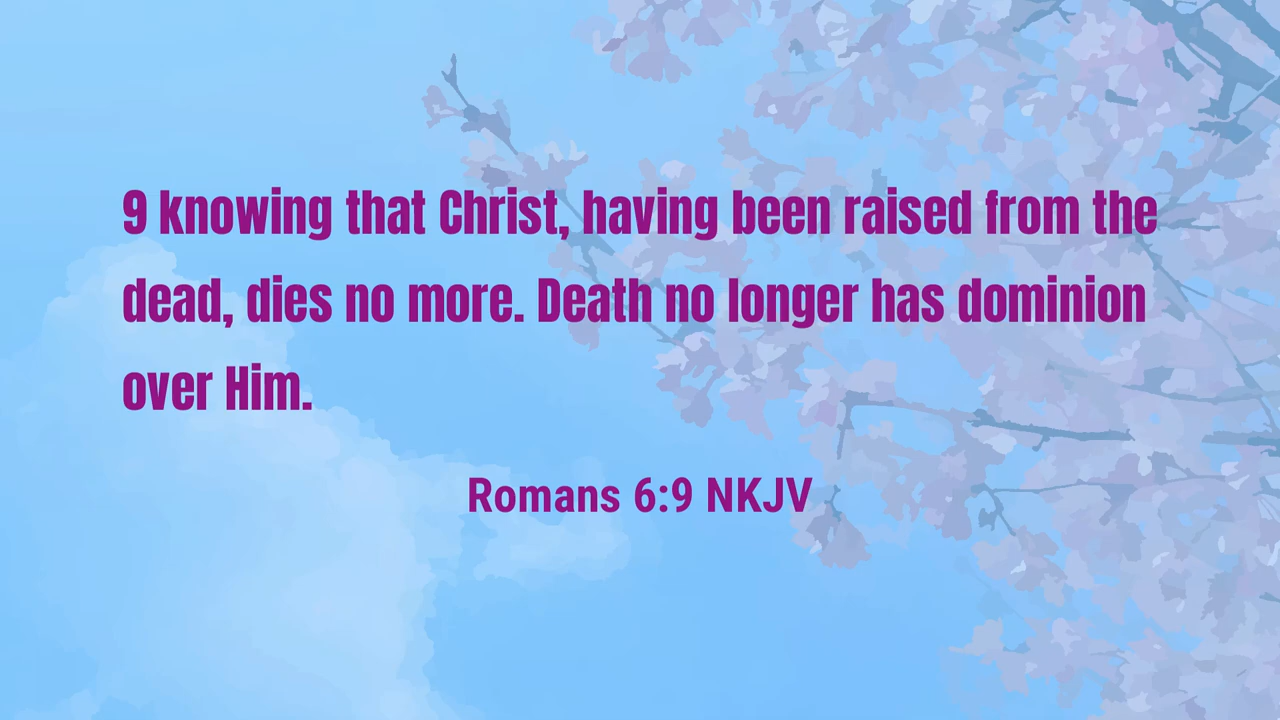 9 knowing that Christ, having been raised from the
dead, dies no more. Death no longer has dominion
over Him.
Romans 6:9 NKJV